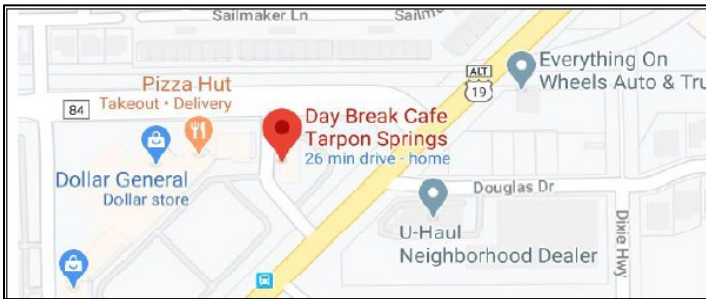 Sailmaker Ln
Sailm
Everything On
Wheels Auto & Tru
ALT
19
Pizza Hut
Takeout • Delivery
84
Day Break Cafe
Tarpon Springs
26 min drive - home
Dollar General
Dollar store
Douglas Dr
U-Haul
Neighborhood Dealer
Dixie Hwy